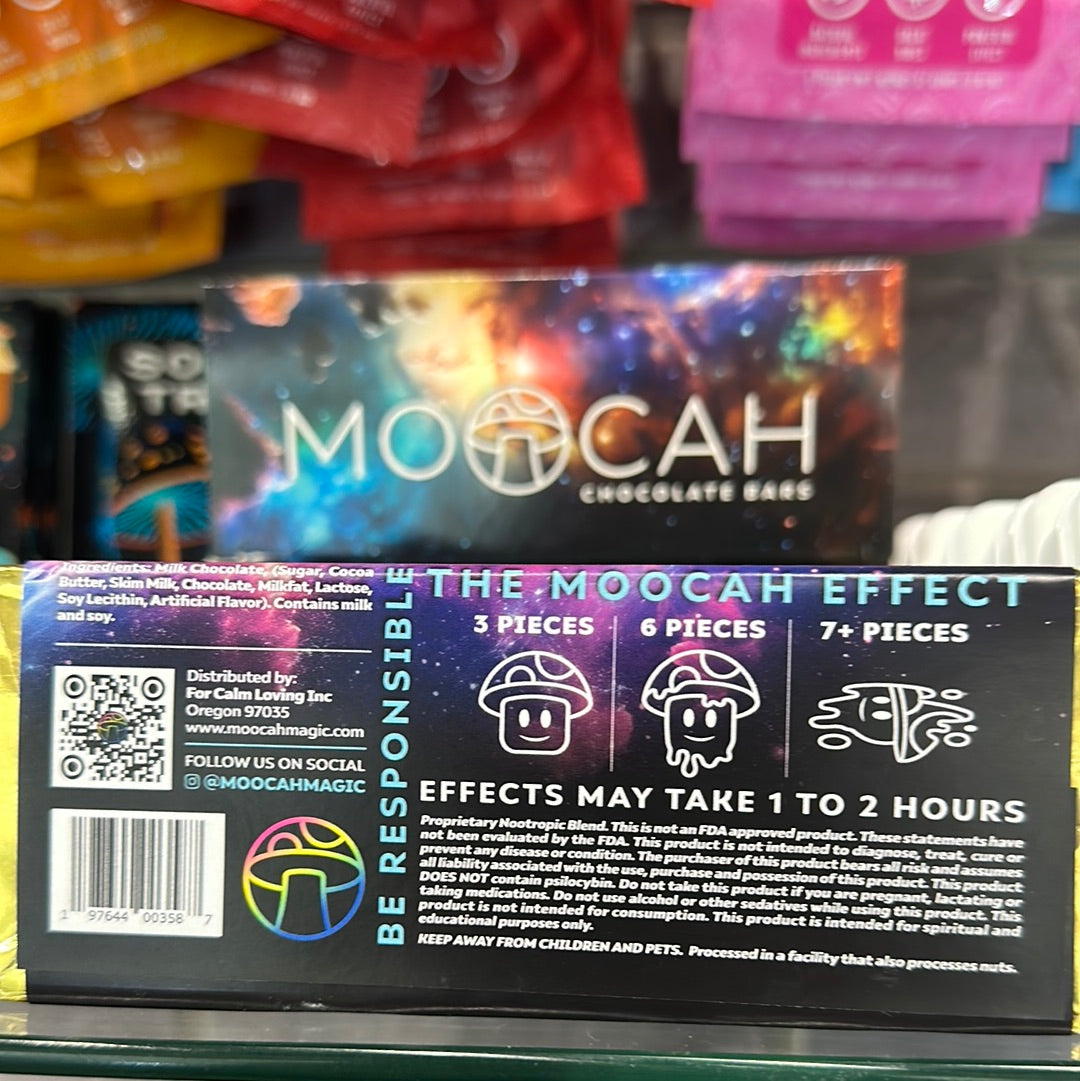 SO
TR
MOOCAH
CHOCOLATE BARS
Ingredients: Milk Chocolate, (Sugar, Cocoa
Butter, Skim Milk, Chocolate, Milkfat, Lactose,
Soy Lecithin, Artificial Flavor). Contains milk
and soy.
Distributed by:
For Calm Loving Inc
Oregon 97035
www.moocahmagic.com
FOLLOW US ON SOCIAL
@MOOCAHMAGIC
1 97644 00358 7
BE RESPONSIBLE
THE MOOCAH EFFECT
3 PIECES
6 PIECES
7+ PIECES
EFFECTS MAY TAKE 1 TO 2 HOURS
Proprietary Nootropic Blend. This is not an FDA approved product. These statements have
not been evaluated by the FDA. This product is not intended to diagnose, treat, cure or
prevent any disease or condition. The purchaser of this product bears all risk and assumes
all liability associated with the use, purchase and possession of this product. This product
DOES NOT contain psilocybin. Do not take this product if you are pregnant, lactating or
taking medications. Do not use alcohol or other sedatives while using this product. This
product is not intended for consumption. This product is intended for spiritual and
educational purposes only.
KEEP AWAY FROM CHILDREN AND PETS. Processed in a facility that also processes nuts.